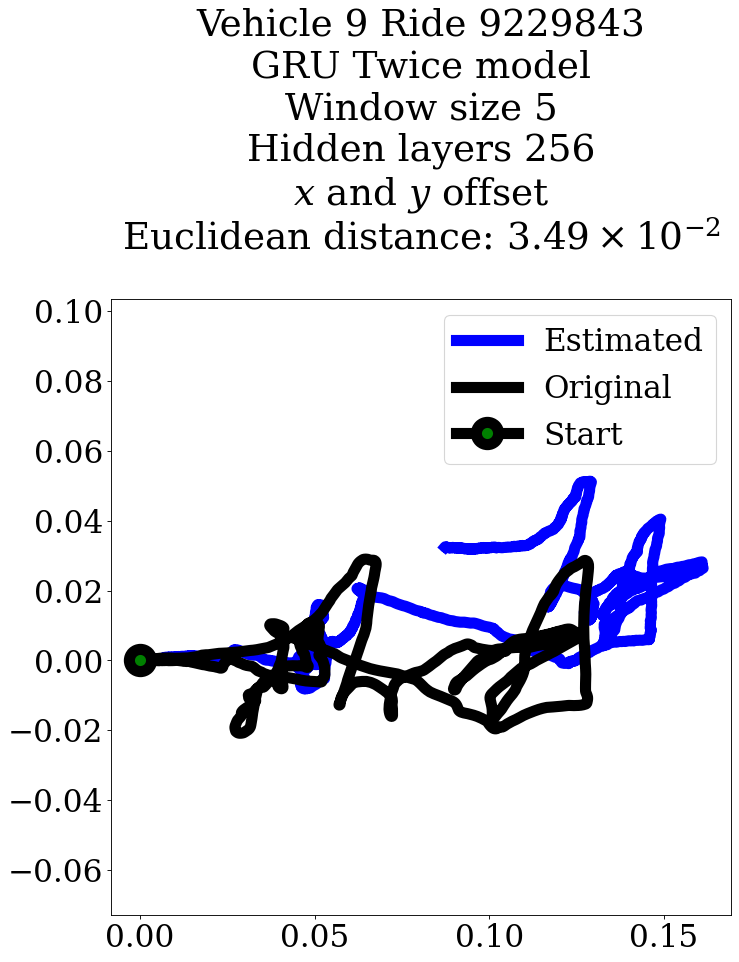 Vehicle 9 Ride 9229843
GRU Twice model
Window size 5
Hidden layers 256
x and y offset
Euclidean distance: 3.49 × 10⁻²
0.10
0.08
0.06
0.04
0.02
0.00
−0.02
−0.04
−0.06
Estimated
Original
Start
0.00 0.05 0.10 0.15